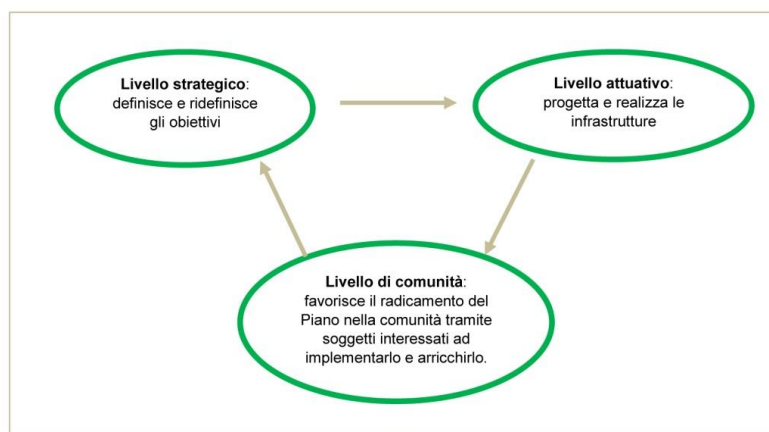 Livello strategico:
definisce e ridefinisce
gli obiettivi
Livello attuativo:
progetta e realizza le
infrastrutture
Livello di comunità:
favorisce il radicamento del
Piano nella comunità tramite
soggetti interessati ad
implementarlo e arricchirlo.